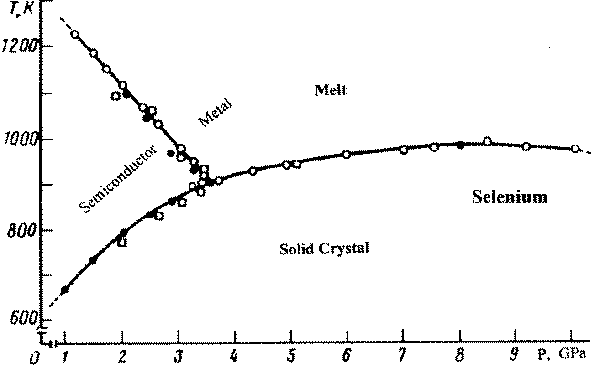 T, K
1200
Melt
Metal
1000
Semiconductor
Selenium
800
Solid Crystal
600
0 1 2 3 4 5 6 7 8 9 P, GPa